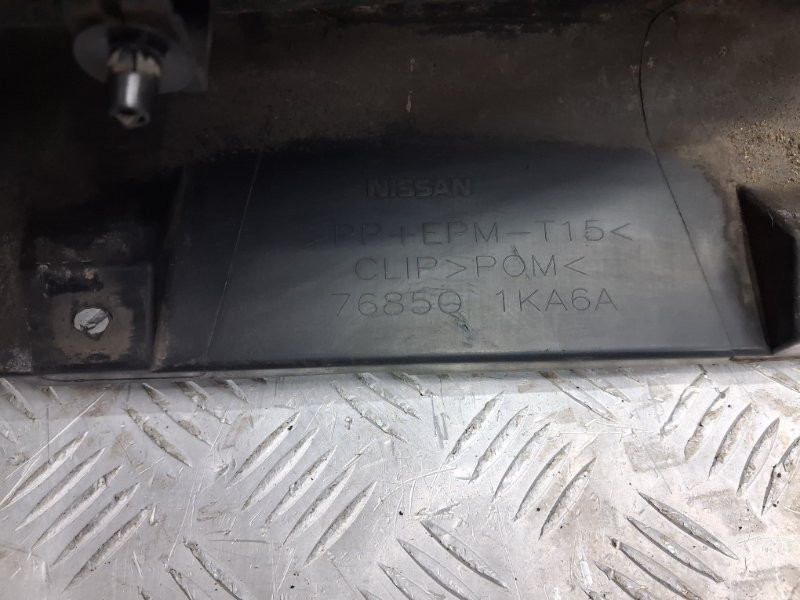 NISSAN
>PP+EPM-T15<
CLIP>POM<
76850 1KA6A